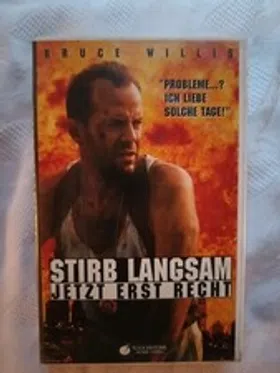 BRUCE WILLIS
"PROBLEME...?
ICH LIEBE
SOLCHE TAGE!"
STIRB LANGSAM
JETZT ERST RECHT